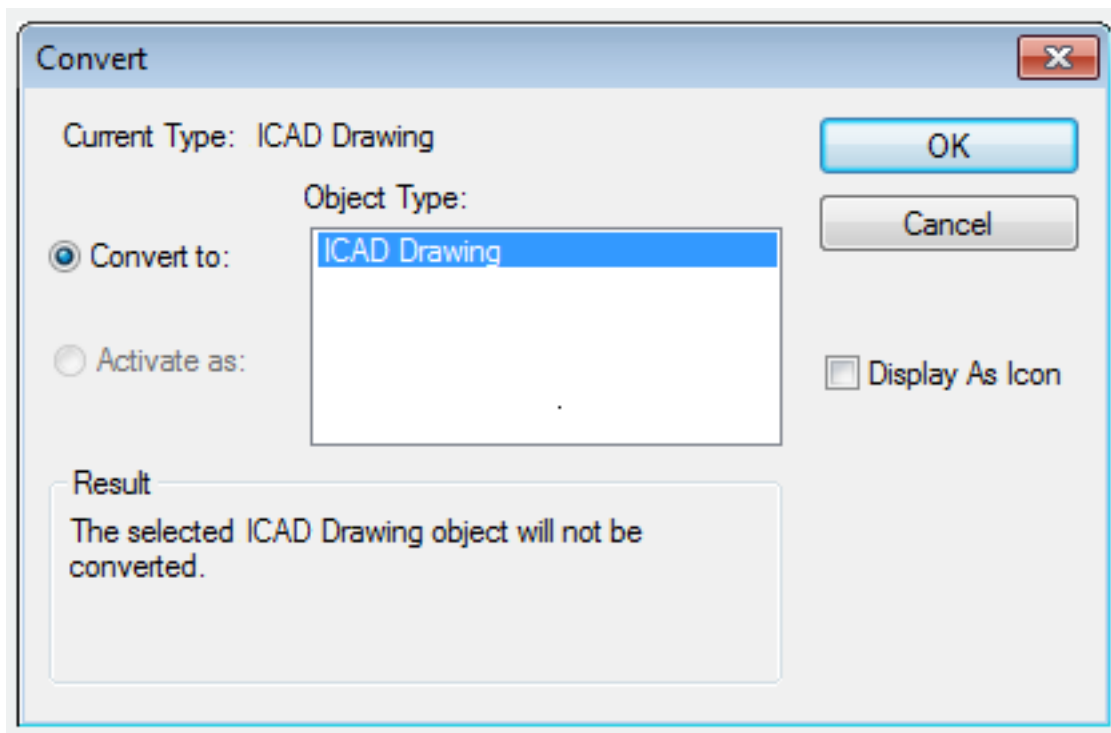 Convert
Current Type: ICAD Drawing
OK
Object Type:
Cancel
Convert to:
ICAD Drawing
Activate as:
Display As Icon
Result
The selected ICAD Drawing object will not be
converted.